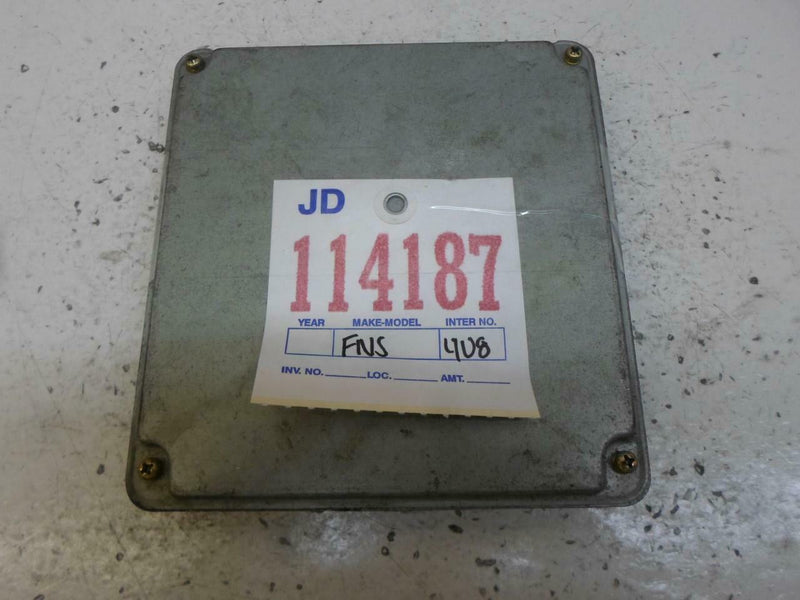 JD
114187
YEAR MAKE-MODEL INTER NO.
FNS 4U8
INV. NO. LOC. AMT.